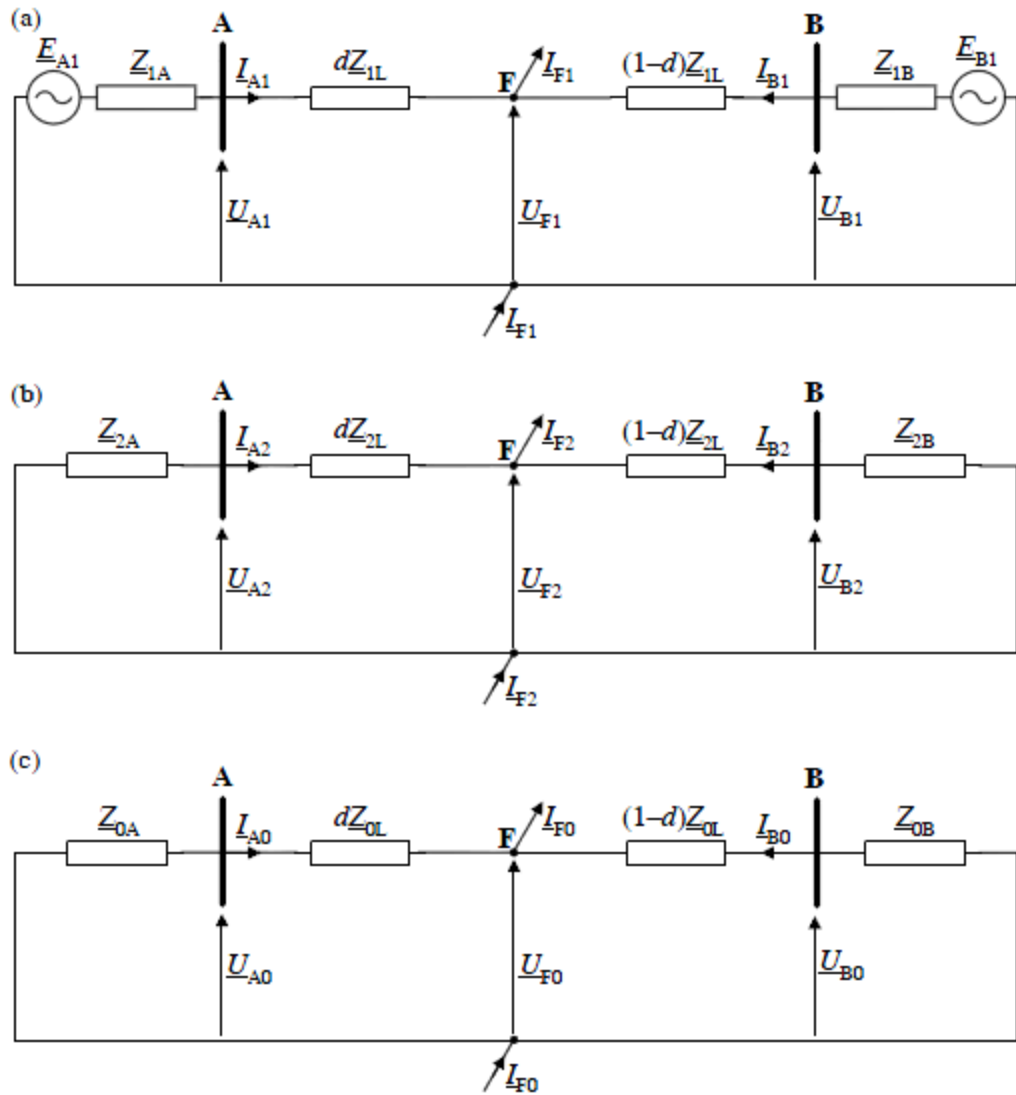 (a)
A
B
E_A1
Z_1A
I_A1
dZ_1L
F
I_F1
(1–d)Z_1L
I_B1
Z_1B
E_B1
U_A1
U_F1
U_B1
I_F1
(b)
A
B
Z_2A
I_A2
dZ_2L
F
I_F2
(1–d)Z_2L
I_B2
Z_2B
U_A2
U_F2
U_B2
I_F2
(c)
A
B
Z_0A
I_A0
dZ_0L
F
I_F0
(1–d)Z_0L
I_B0
Z_0B
U_A0
U_F0
U_B0
I_F0